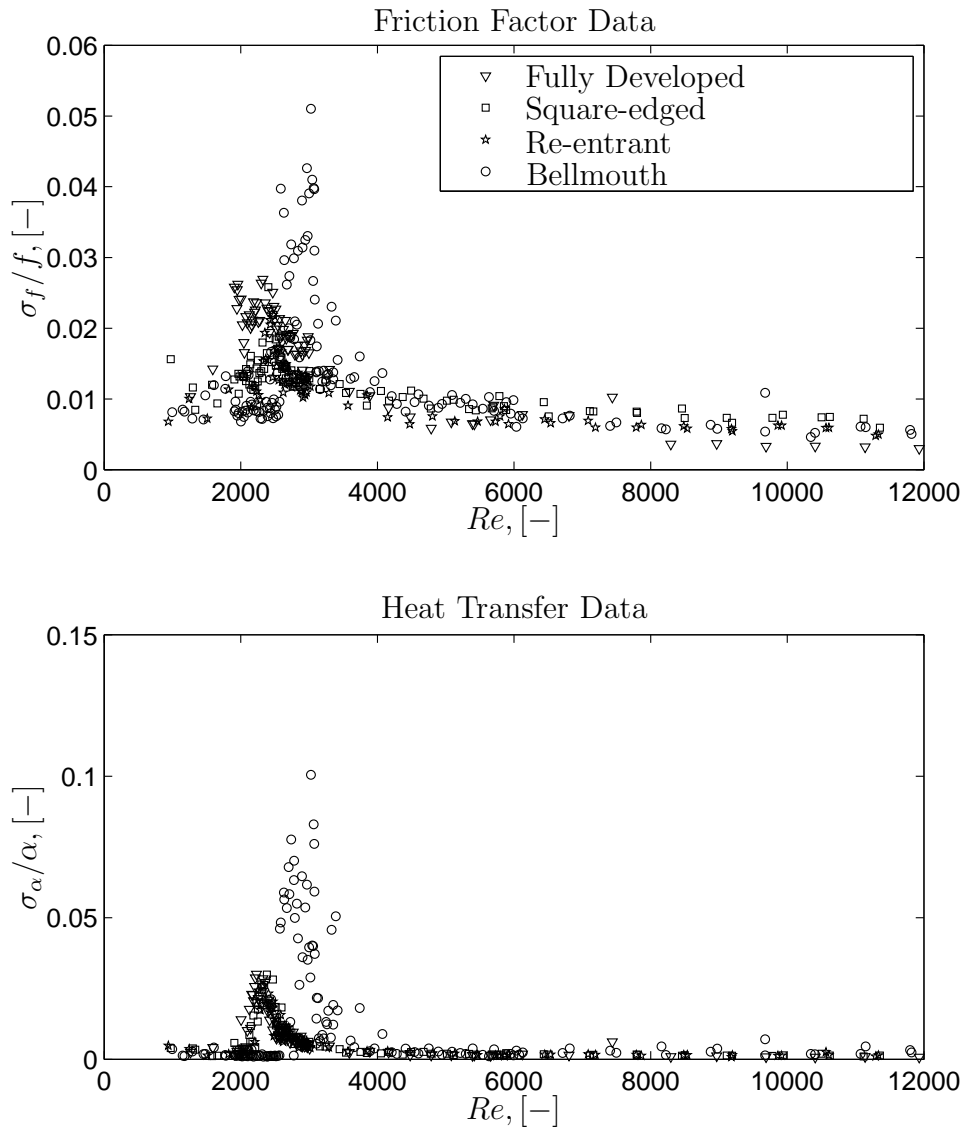 Friction Factor Data
0.06
0.05
0.04
0.03
0.02
0.01
0
σ_f/f, [−]
Fully Developed
Square-edged
Re-entrant
Bellmouth
0 2000 4000 6000 8000 10000 12000
Re, [−]
Heat Transfer Data
0.15
0.1
0.05
0
σ_α/α, [−]
0 2000 4000 6000 8000 10000 12000
Re, [−]